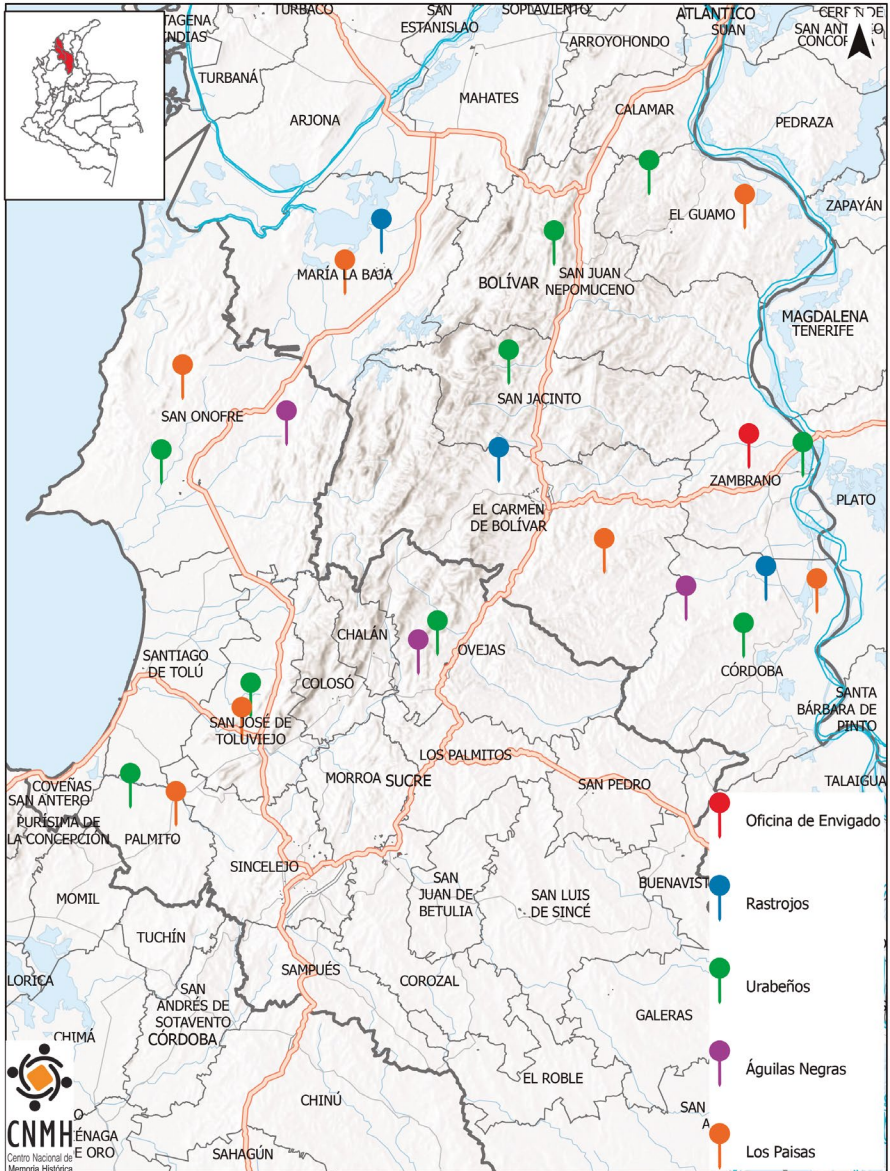 TURBACO
SAN
ESTANISLAO
SOPLAVIENTO
ATLÁNTICO
SUAN
TURBANÁ
ARJONA
MAHATES
ARROYOHONDO
CALAMAR
PEDRAZA
ZAPAYÁN
EL GUAMO
MARÍA LA BAJA
BOLÍVAR
SAN JUAN
NEPOMUCENO
MAGDALENA
TENERIFE
SAN ONOFRE
SAN JACINTO
ZAMBRANO
PLATO
EL CARMEN
DE BOLÍVAR
CHALÁN
OVEJAS
SANTIAGO
DE TOLÚ
COLOSÓ
CÓRDOBA
SANTA
BÁRBARA DE
PINTO
SAN JOSÉ DE
TOLUVIEJO
LOS PALMITOS
MORROA
SUCRE
SAN PEDRO
TALAIGUA
COVEÑAS
SAN ANTERO
PURÍSIMA DE
LA CONCEPCIÓN
PALMITO
SINCELEJO
SAN
JUAN DE
BETULIA
SAN LUIS
DE SINCÉ
BUENAVIST
MOMIL
TUCHÍN
LORICA
SAMPUÉS
COROZAL
SAN
ANDRÉS DE
SOTAVENTO
CÓRDOBA
GALERAS
CHIMÁ
EL ROBLE
CHINÚ
SAN
A
ÉNAGA
E ORO
SAHAGÚN
Oficina de Envigado
Rastrojos
Urabeños
Águilas Negras
Los Paisas
CNMH
Centro Nacional de
Memoria Histórica